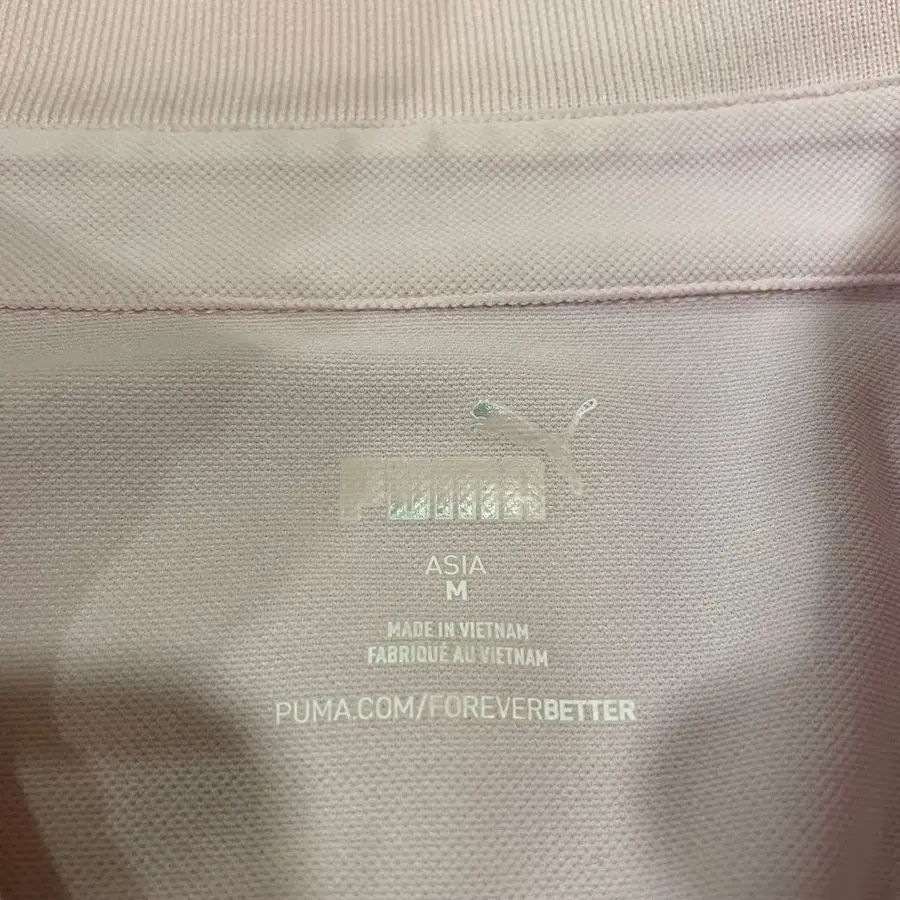 PUMA
ASIA
M
MADE IN VIETNAM
FABRIQUÉ AU VIETNAM
PUMA.COM/FOREVERBETTER